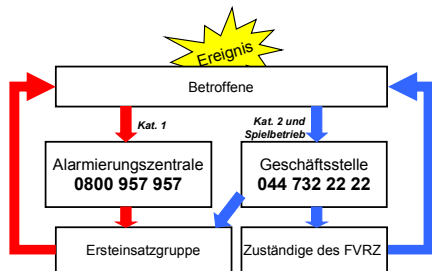 Ereignis
Betroffene
Kat. 1
Kat. 2 und
Spielbetrieb
Alarmierungszentrale
0800 957 957
Geschäftsstelle
044 732 22 22
Ersteinsatzgruppe
Zuständige des FVRZ